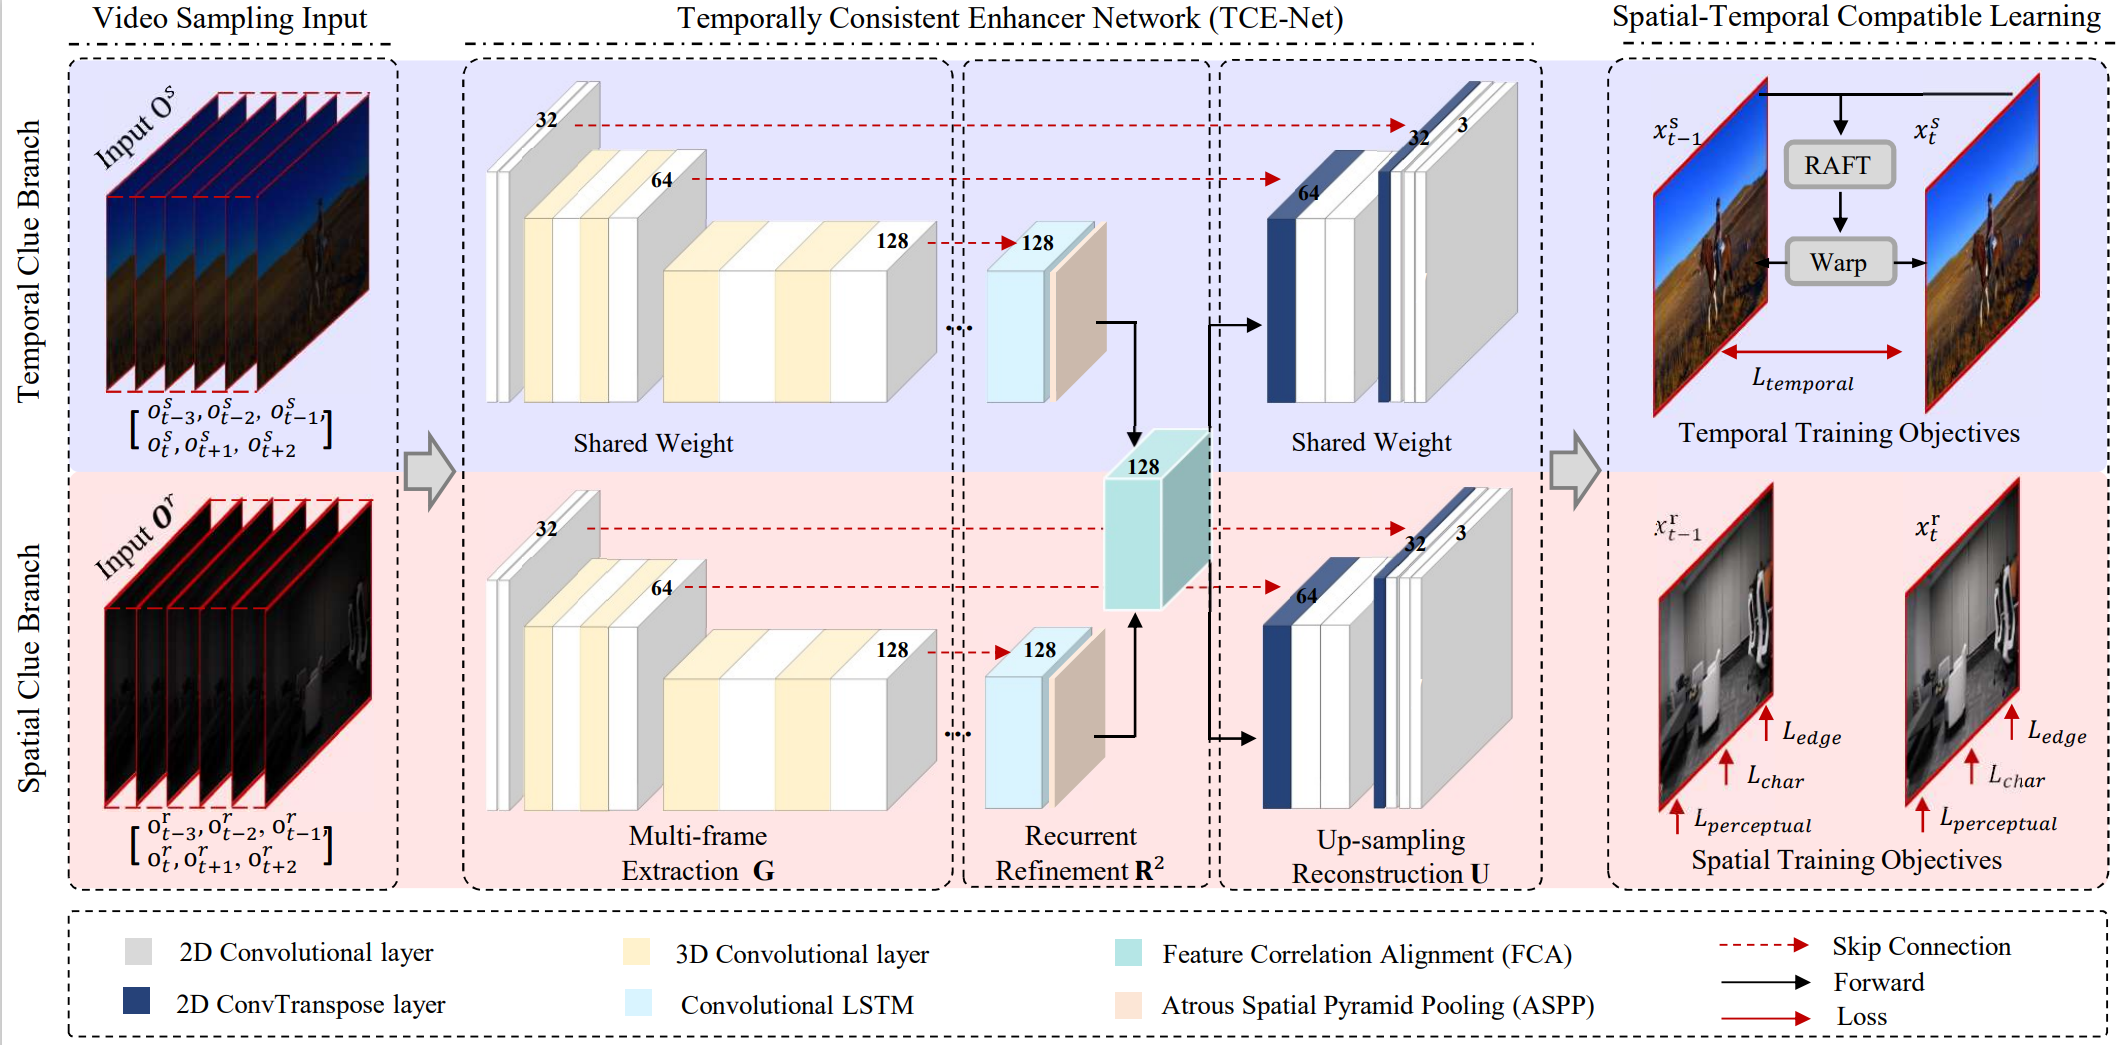 Video Sampling Input
Temporally Consistent Enhancer Network (TCE-Net)
Spatial-Temporal Compatible Learning
Temporal Clue Branch
Input O^s
[o^s_{t-3}, o^s_{t-2}, o^s_{t-1},
o^s_t, o^s_{t+1}, o^s_{t+2}]
32
64
128
...
Shared Weight
128
128
64
32
3
Shared Weight
x^s_{t-1}
x^s_t
RAFT
Warp
L_{temporal}
Temporal Training Objectives
Spatial Clue Branch
Input O^r
[o^r_{t-3}, o^r_{t-2}, o^r_{t-1},
o^r_t, o^r_{t+1}, o^r_{t+2}]
32
64
128
...
Multi-frame
Extraction G
128
Recurrent
Refinement R^2
64
32
3
Up-sampling
Reconstruction U
x^r_{t-1}
x^r_t
L_{edge}
L_{char}
L_{perceptual}
L_{edge}
L_{char}
L_{perceptual}
Spatial Training Objectives
2D Convolutional layer
3D Convolutional layer
Feature Correlation Alignment (FCA)
Skip Connection
2D ConvTranspose layer
Convolutional LSTM
Atrous Spatial Pyramid Pooling (ASPP)
Forward
Loss